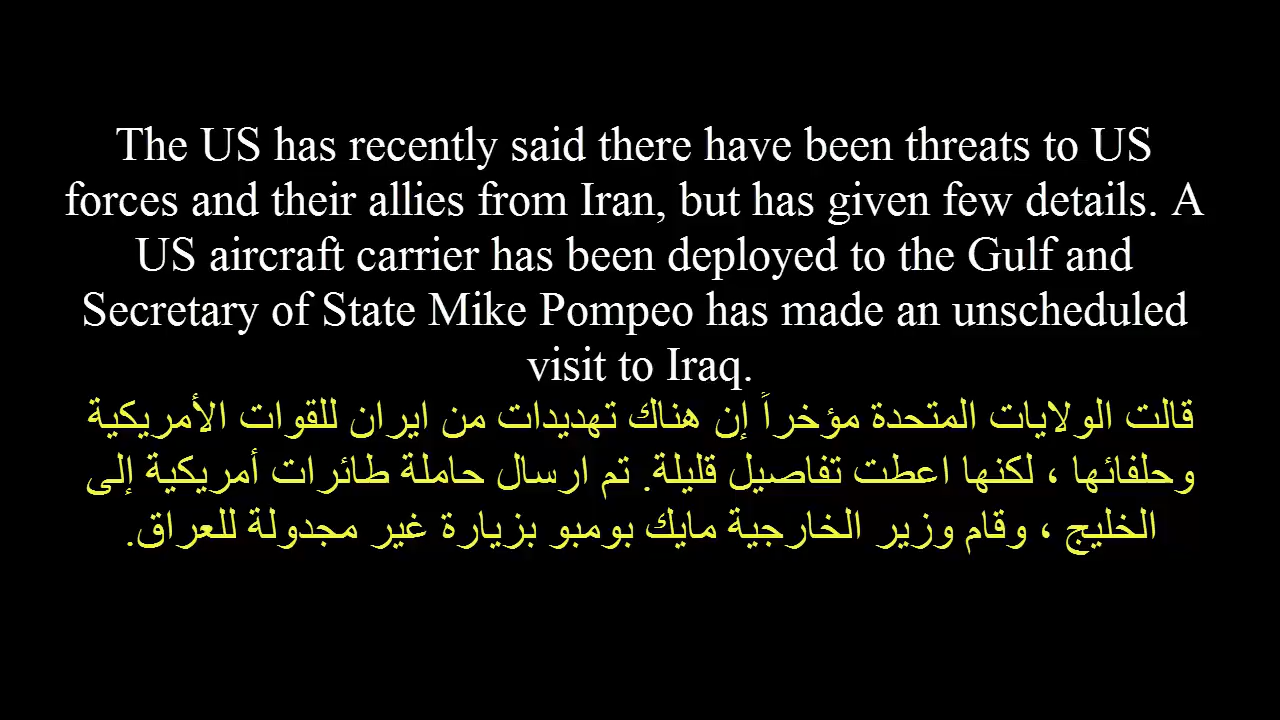 The US has recently said there have been threats to US
forces and their allies from Iran, but has given few details. A
US aircraft carrier has been deployed to the Gulf and
Secretary of State Mike Pompeo has made an unscheduled
visit to Iraq.
قالت الولايات المتحدة مؤخراً إن هناك تهديدات من ايران للقوات الأمريكية
وحلفائها ، لكنها اعطت تفاصيل قليلة. تم ارسال حاملة طائرات أمريكية إلى
الخليج ، وقام وزير الخارجية مايك بومبو بزيارة غير مجدولة للعراق.